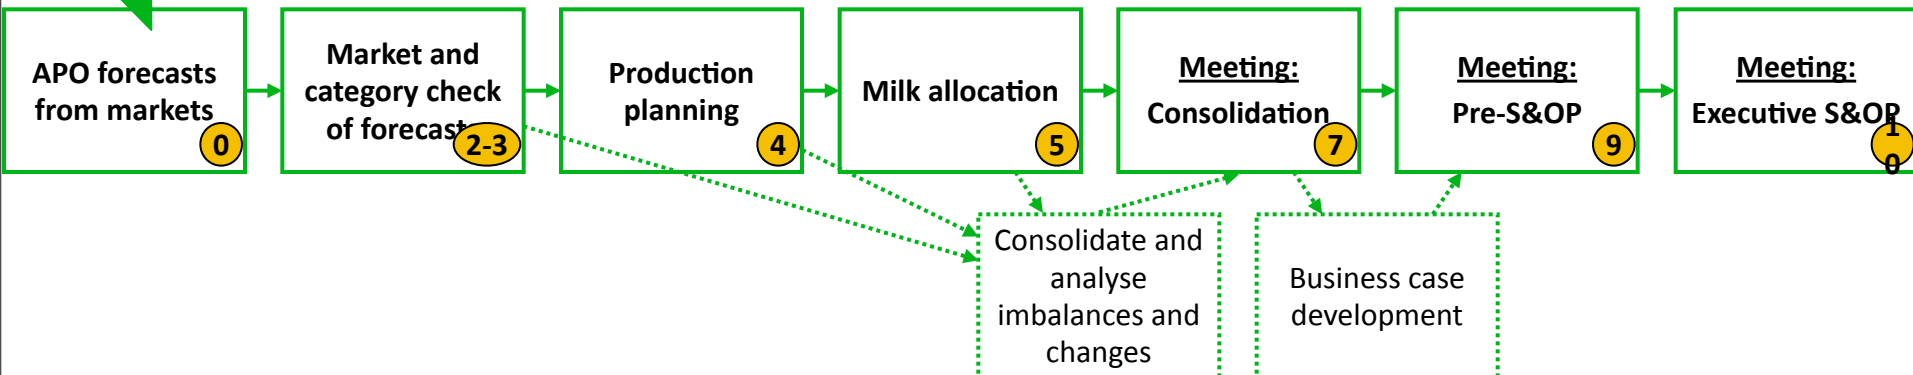 APO forecasts
from markets
0
Market and
category check
of forecasts
2-3
Production
planning
4
Milk allocation
5
Meeting:
Consolidation
7
Meeting:
Pre-S&OP
9
Meeting:
Executive S&OP
10
Consolidate and
analyse
imbalances and
changes
Business case
development